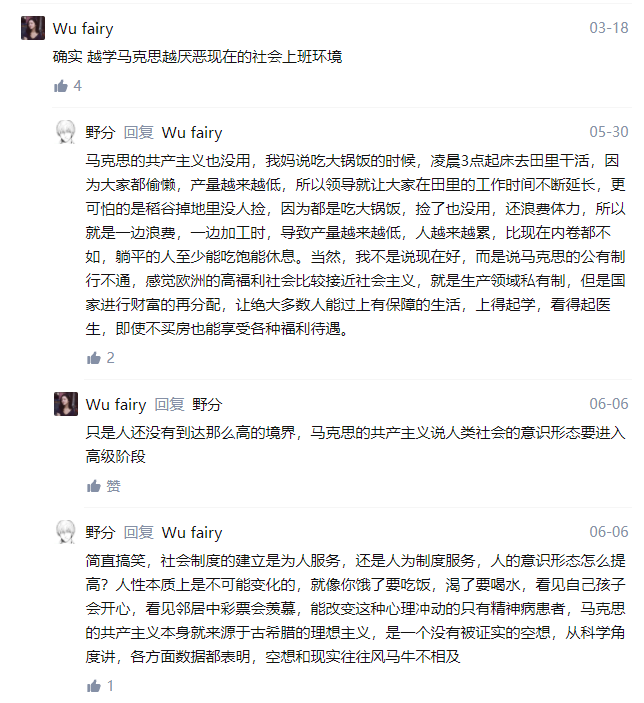 Wu fairy 03-18
确实 越学马克思越厌恶现在的社会上班环境
4
野分 回复 Wu fairy 05-30
马克思的共产主义也没用，我妈说吃大锅饭的时候，凌晨3点起床去田里干活，因
为大家都偷懒，产量越来越低，所以领导就让大家在田里的工作时间不断延长，更
可怕的是稻谷掉地里没人捡，因为都是吃大锅饭，捡了也没用，还浪费体力，所以
就是一边浪费，一边加工时，导致产量越来越低，人越来越累，比现在内卷都不
如，躺平的人至少能吃饱能休息。当然，我不是说现在好，而是说马克思的公有制
行不通，感觉欧洲的高福利社会比较接近社会主义，就是生产领域私有制，但是国
家进行财富的再分配，让绝大多数人能过上有保障的生活，上得起学，看得起医
生，即使不买房也能享受各种福利待遇。
2
Wu fairy 回复 野分 06-06
只是人还没有到达那么高的境界，马克思的共产主义说人类社会的意识形态要进入
高级阶段
赞
野分 回复 Wu fairy 06-06
简直搞笑，社会制度的建立是为人服务，还是人为制度服务，人的意识形态怎么提
高？人性本质上是不可能变化的，就像你饿了要吃饭，渴了要喝水，看见自己孩子
会开心，看见邻居中彩票会羡慕，能改变这种心理冲动的只有精神病患者，马克思
的共产主义本身就来源于古希腊的理想主义，是一个没有被证实的空想，从科学角
度讲，各方面数据都表明，空想和现实往往风马牛不相及
1